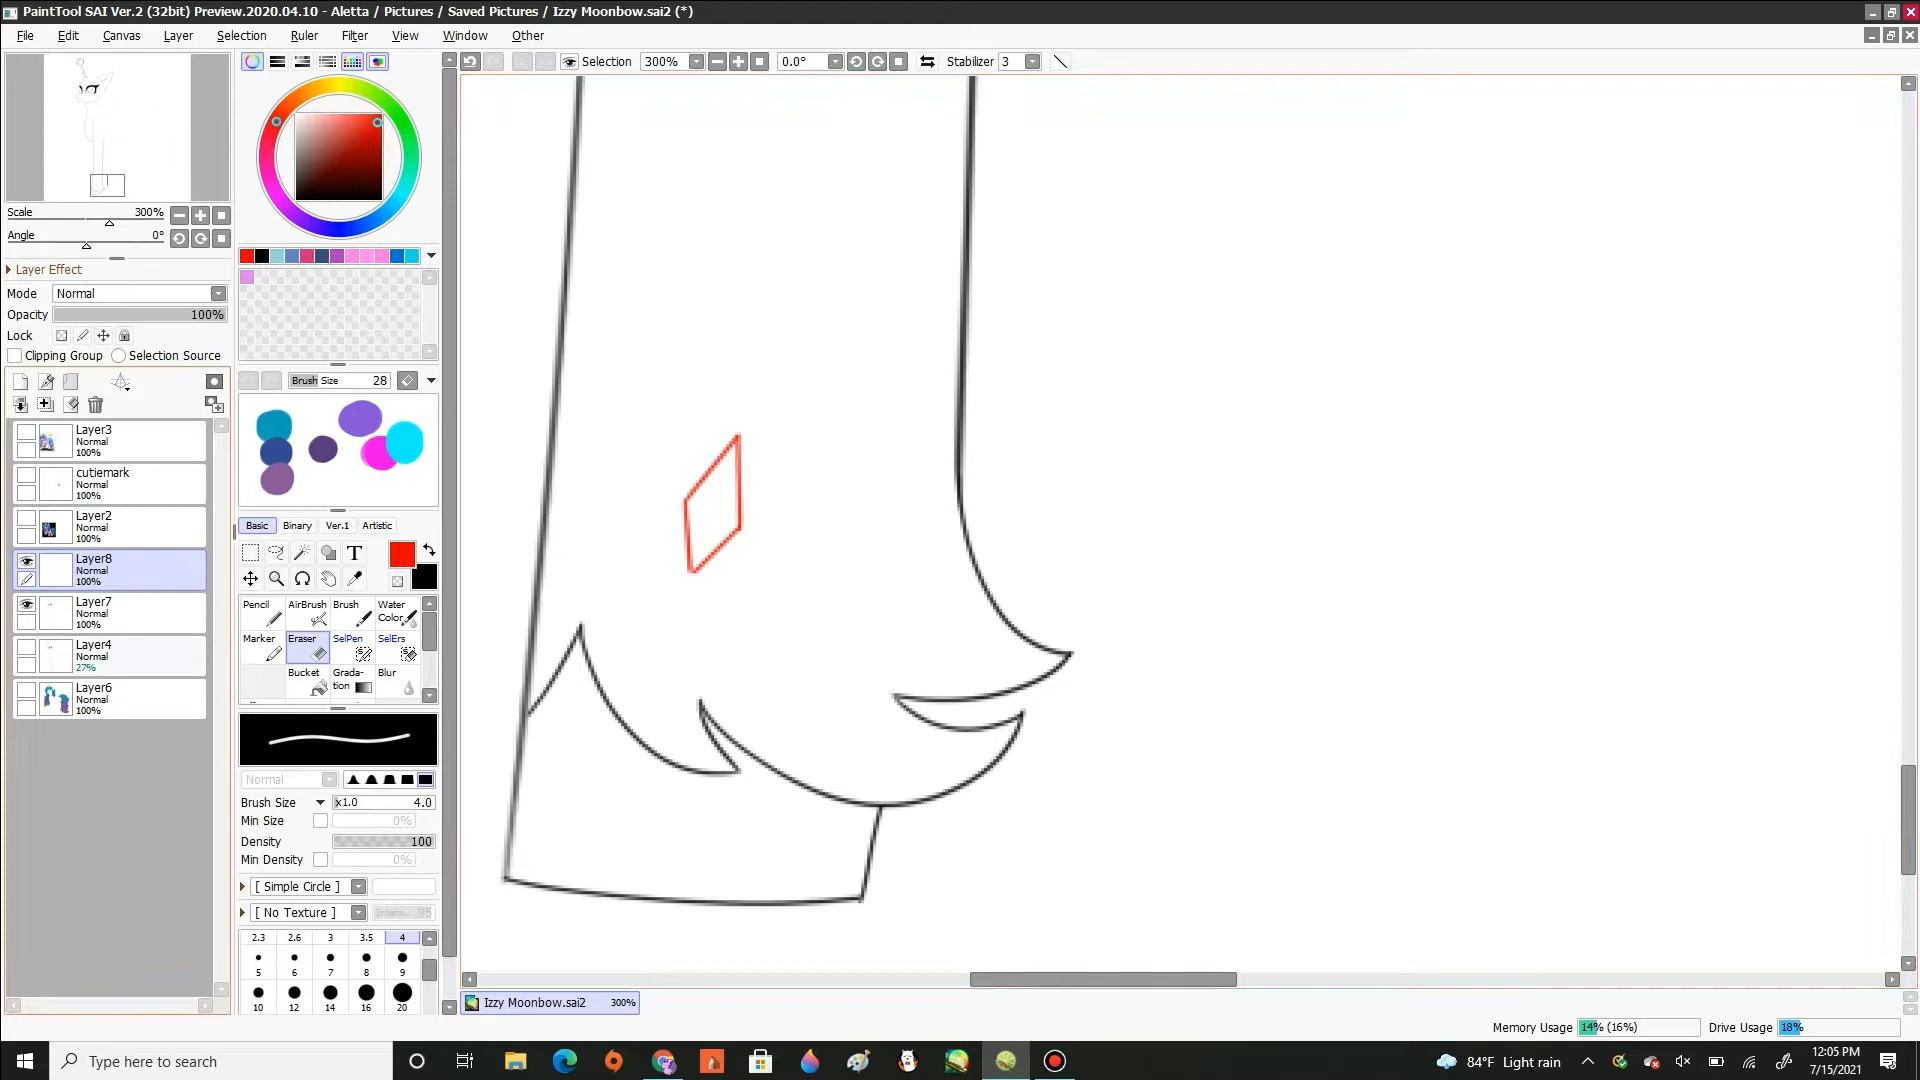 PaintTool SAI Ver.2 (32bit) Preview.2020.04.10 - Aletta / Pictures / Saved Pictures / Izzy Moonbow.sai2 (*)
File Edit Canvas Layer Selection Ruler Filter View Window Other
Selection 300% 0.0° Stabilizer 3
Scale 300%
Angle 0°
Layer Effect
Mode Normal
Opacity 100%
Lock
Clipping Group Selection Source
Layer3
Normal
100%
cutiemark
Normal
100%
Layer2
Normal
100%
Layer8
Normal
100%
Layer7
Normal
100%
Layer4
Normal
27%
Layer6
Normal
100%
Brush Size 28
Basic Binary Ver.1 Artistic
T
Pencil AirBrush Brush Water
Color
Marker Eraser SelPen SelErs
Bucket Grada-
tion Blur
Normal
Brush Size x1.0 4.0
Min Size 0%
Density 100
Min Density 0%
[ Simple Circle ]
[ No Texture ] Intens. 95
2.3 2.6 3 3.5 4
5 6 7 8 9
10 12 14 16 20
Izzy Moonbow.sai2 300%
Memory Usage 14% (16%) Drive Usage 18%
Type here to search
84°F Light rain
12:05 PM
7/15/2021